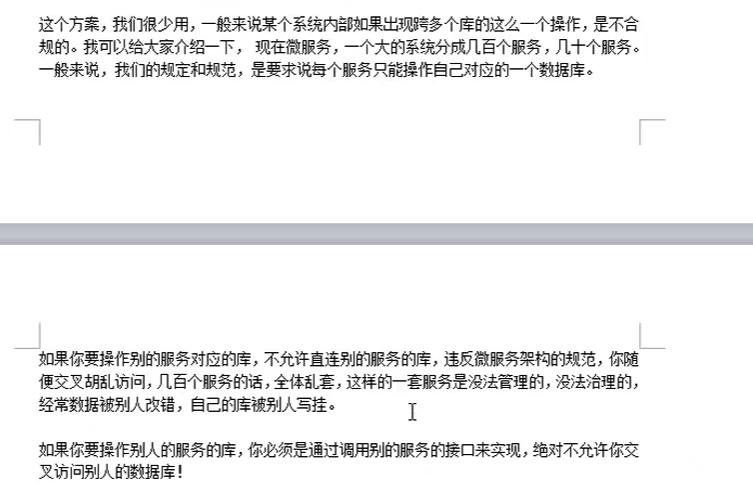 这个方案，我们很少用，一般来说某个系统内部如果出现跨多个库的这么一个操作，是不合
规的。我可以给大家介绍一下， 现在微服务，一个大的系统分成几百个服务，几十个服务。
一般来说，我们的规定和规范，是要求说每个服务只能操作自己对应的一个数据库。
如果你要操作别的服务对应的库，不允许直连别的服务的库，违反微服务架构的规范，你随
便交叉胡乱访问，几百个服务的话，全体乱套，这样的一套服务是没法管理的，没法治理的，
经常数据被别人改错，自己的库被别人写挂。
如果你要操作别人的服务的库，你必须是通过调用别的服务的接口来实现，绝对不允许你交
叉访问别人的数据库！